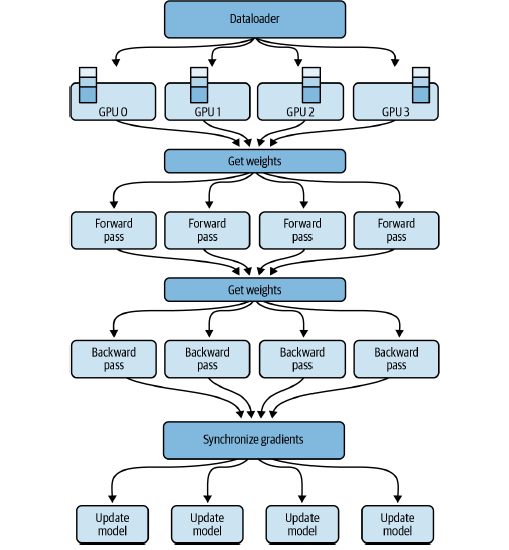 Dataloader
GPU 0
GPU 1
GPU 2
GPU 3
Get weights
Forward
pass
Forward
pass
Forward
pass
Forward
pass
Get weights
Backward
pass
Backward
pass
Backward
pass
Backward
pass
Synchronize gradients
Update
model
Update
model
Update
model
Update
model